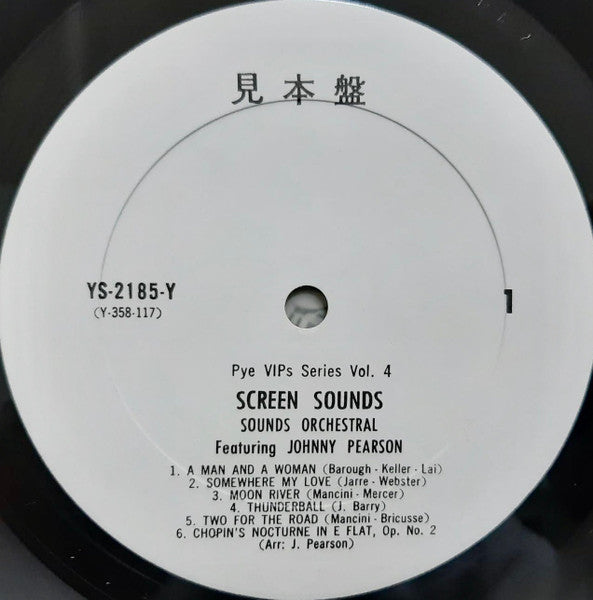 見本盤
YS-2185-Y
(Y-358-117)
1
Pye VIPs Series Vol. 4
SCREEN SOUNDS
SOUNDS ORCHESTRAL
Featuring JOHNNY PEARSON
1. A MAN AND A WOMAN (Barough - Keller - Lai)
2. SOMEWHERE MY LOVE (Jarre - Webster)
3. MOON RIVER (Mancini - Mercer)
4. THUNDERBALL (J. Barry)
5. TWO FOR THE ROAD (Mancini - Bricusse)
6. CHOPIN'S NOCTURNE IN E FLAT, Op. No. 2
(Arr: J. Pearson)